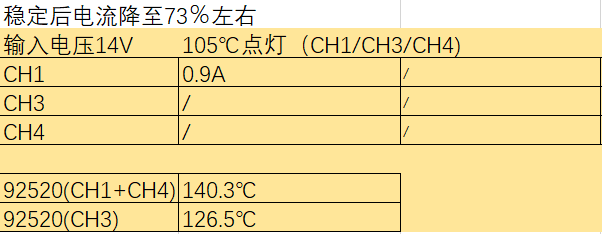 稳定后电流降至73%左右
输入电压14V 105℃点灯（CH1/CH3/CH4)
CH1 0.9A /
CH3 / /
CH4 / /
92520(CH1+CH4) 140.3℃
92520(CH3) 126.5℃